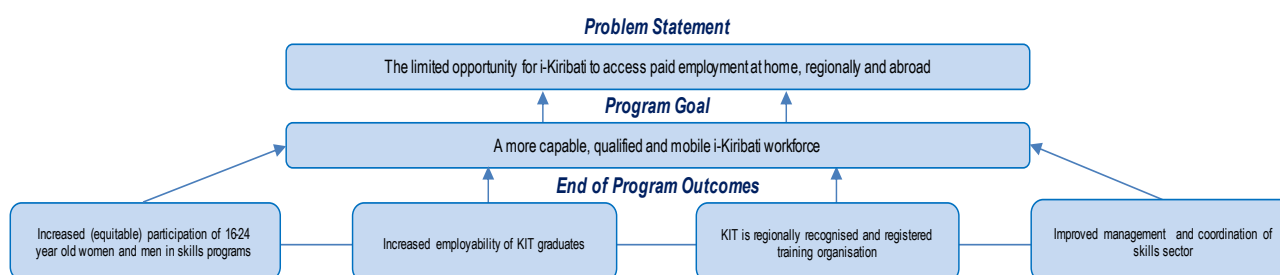 Problem Statement
The limited opportunity for i-Kiribati to access paid employment at home, regionally and abroad
Program Goal
A more capable, qualified and mobile i-Kiribati workforce
End of Program Outcomes
Increased (equitable) participation of 16-24
year old women and men in skills programs
Increased employability of KIT graduates
KIT is regionally recognised and registered
training organisation
Improved management and coordination of
skills sector